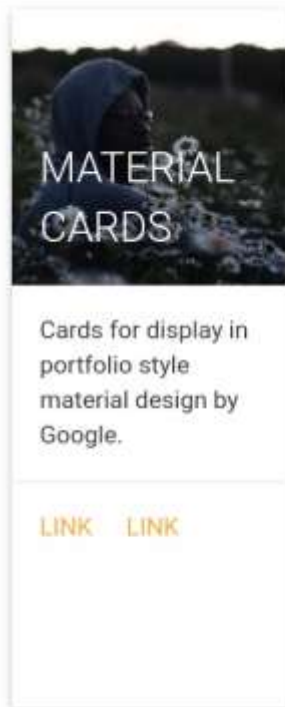 MATERIAL
CARDS
Cards for display in
portfolio style
material design by
Google.
LINK LINK